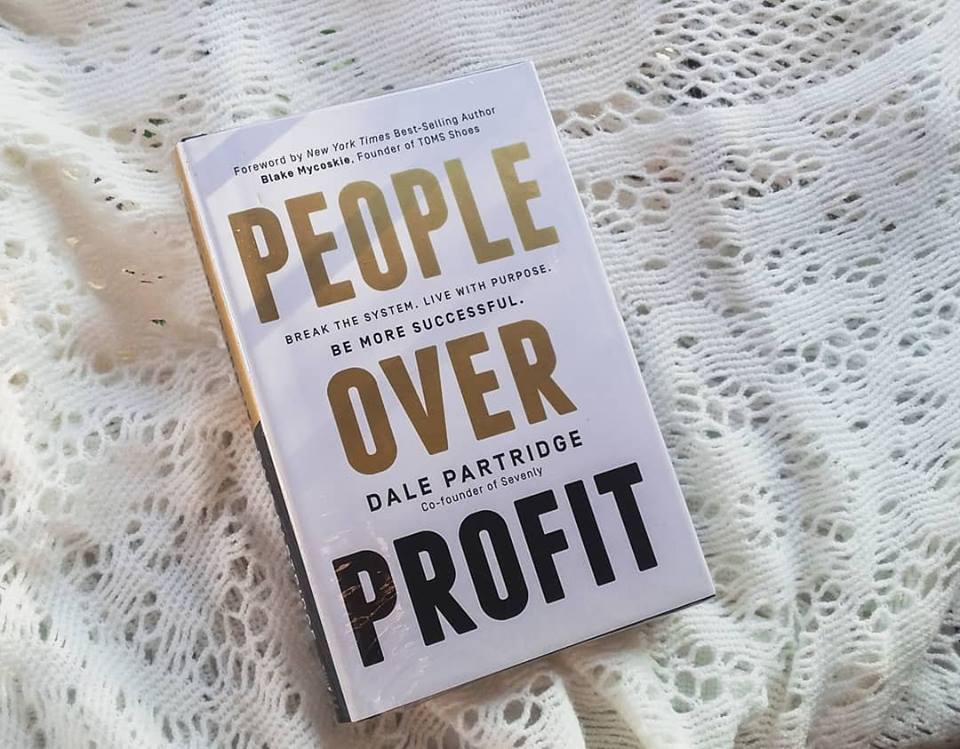 Foreword by New York Times Best-Selling Author
Blake Mycoskie, Founder of TOMS Shoes
PEOPLE
BREAK THE SYSTEM. LIVE WITH PURPOSE.
BE MORE SUCCESSFUL.
OVER
DALE PARTRIDGE
Co-founder of Sevenly
PROFIT